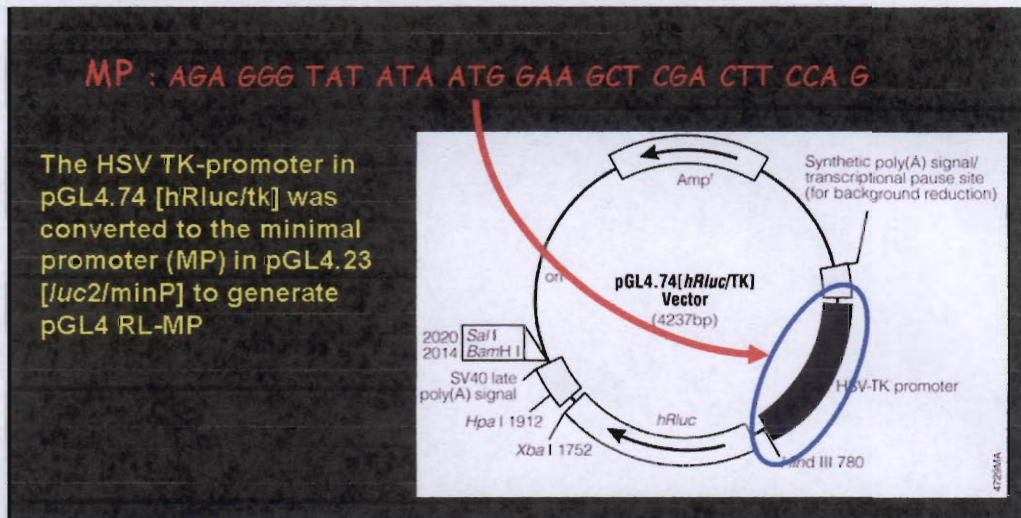 MP : AGA GGG TAT ATA ATG GAA GCT CGA CTT CCA G
The HSV TK-promoter in
pGL4.74 [hRluc/tk] was
converted to the minimal
promoter (MP) in pGL4.23
[luc2/minP] to generate
pGL4 RL-MP
Ampʳ
Synthetic poly(A) signal/
transcriptional pause site
(for background reduction)
ori
pGL4.74[hRluc/TK]
Vector
(4237bp)
2020 Sal I
2014 BamH I
SV40 late
poly(A) signal
Hpa I 1912
Xba I 1752
hRluc
HSV-TK promoter
Hind III 780
4729MA